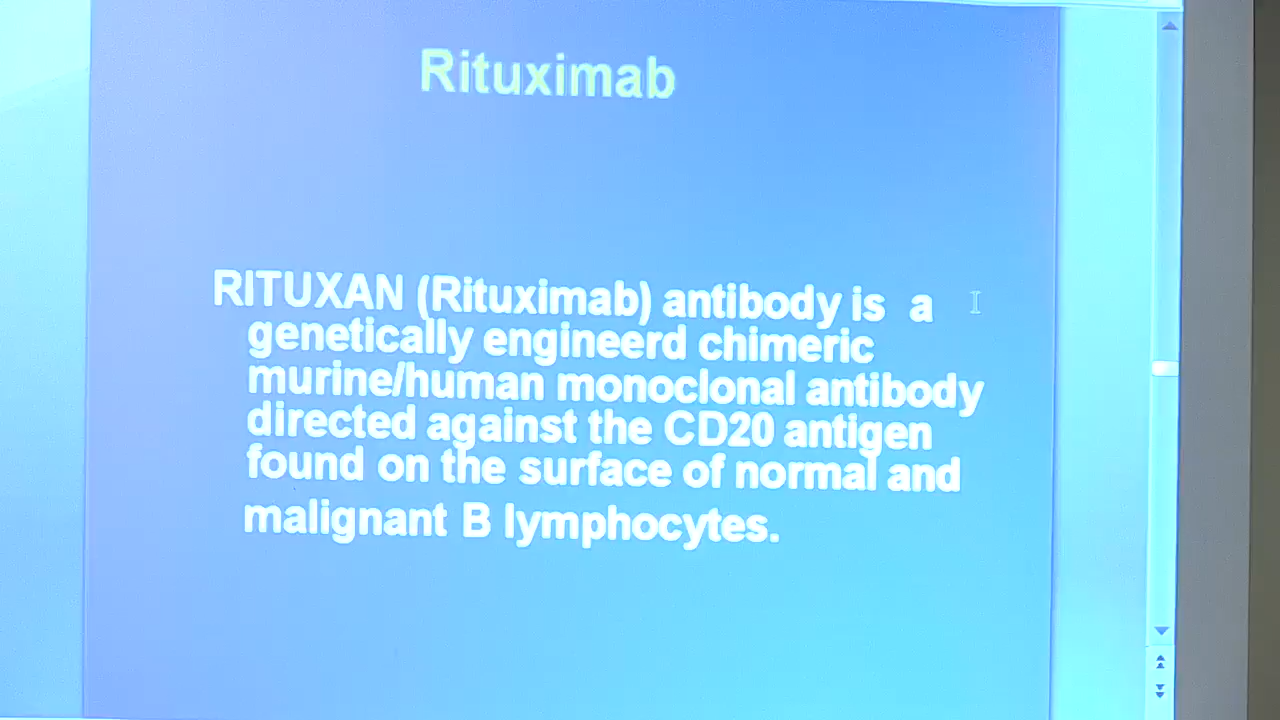 Rituximab
RITUXAN (Rituximab) antibody is a
genetically engineerd chimeric
murine/human monoclonal antibody
directed against the CD20 antigen
found on the surface of normal and
malignant B lymphocytes.